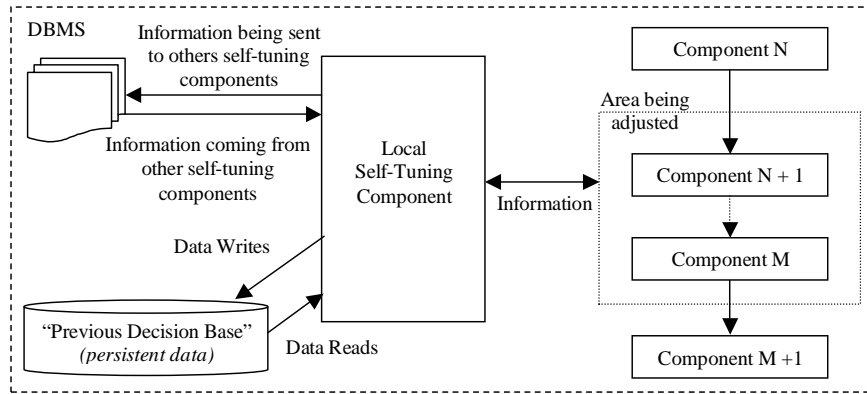 DBMS
Information being sent
to others self-tuning
components
Information coming from
other self-tuning
components
Local
Self-Tuning
Component
Data Writes
“Previous Decision Base”
(persistent data)
Data Reads
Information
Component N
Area being
adjusted
Component N + 1
Component M
Component M +1